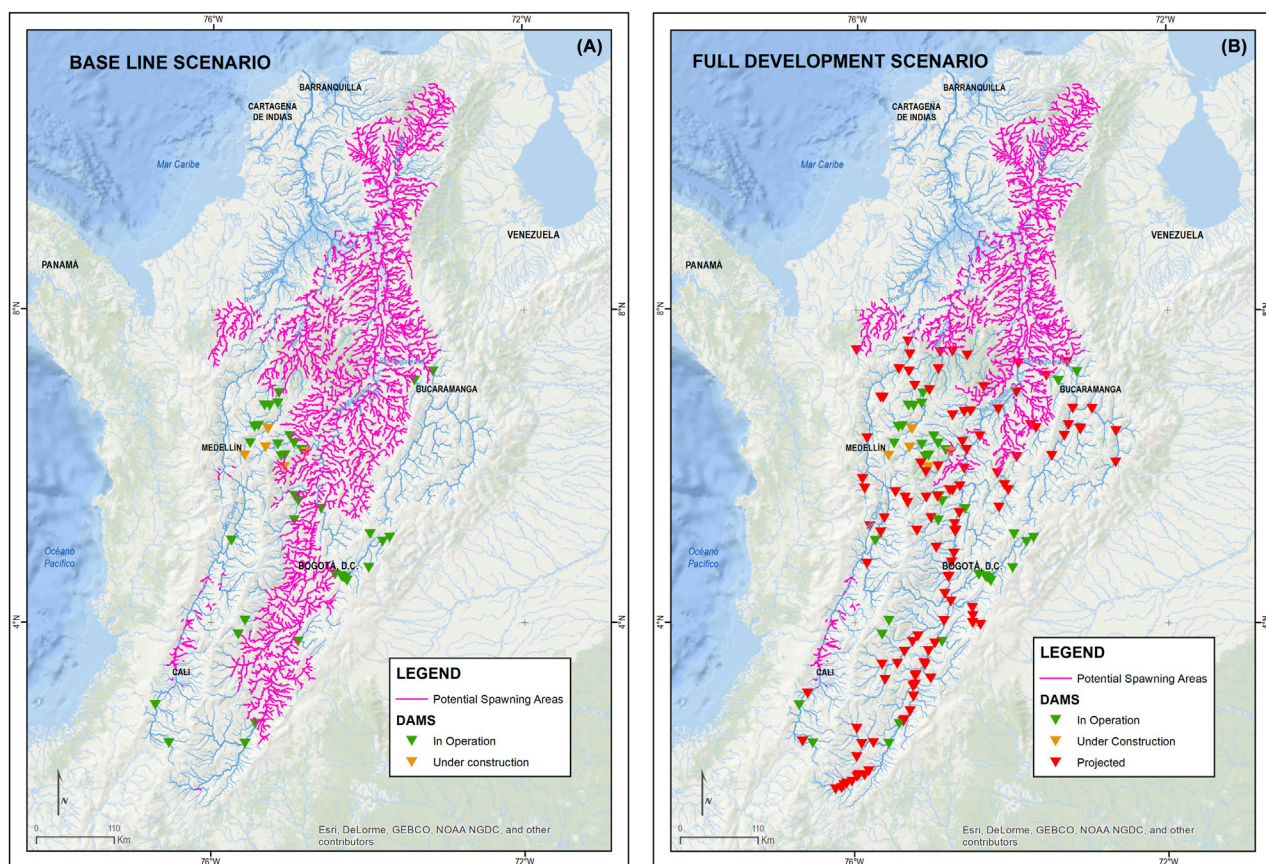 76°W
72°W
(A)
BASE LINE SCENARIO
BARRANQUILLA
CARTAGENA
DE INDIAS
Mar Caribe
VENEZUELA
PANAMÁ
8°N
8°N
BUCARAMANGA
MEDELLÍN
Océano
Pacífico
BOGOTÁ, D.C.
4°N
4°N
CALI
LEGEND
Potential Spawning Areas
DAMS
In Operation
Under construction
N
0
110
Km
Esri, DeLorme, GEBCO, NOAA NGDC, and other
contributors
76°W
72°W
76°W
72°W
(B)
FULL DEVELOPMENT SCENARIO
BARRANQUILLA
CARTAGENA
DE INDIAS
Mar Caribe
VENEZUELA
PANAMÁ
8°N
8°N
BUCARAMANGA
MEDELLÍN
Océano
Pacífico
BOGOTÁ, D.C.
4°N
4°N
CALI
LEGEND
Potential Spawning Areas
DAMS
In Operation
Under Construction
Projected
N
0
110
Km
Esri, DeLorme, GEBCO, NOAA NGDC, and other
contributors
76°W
72°W